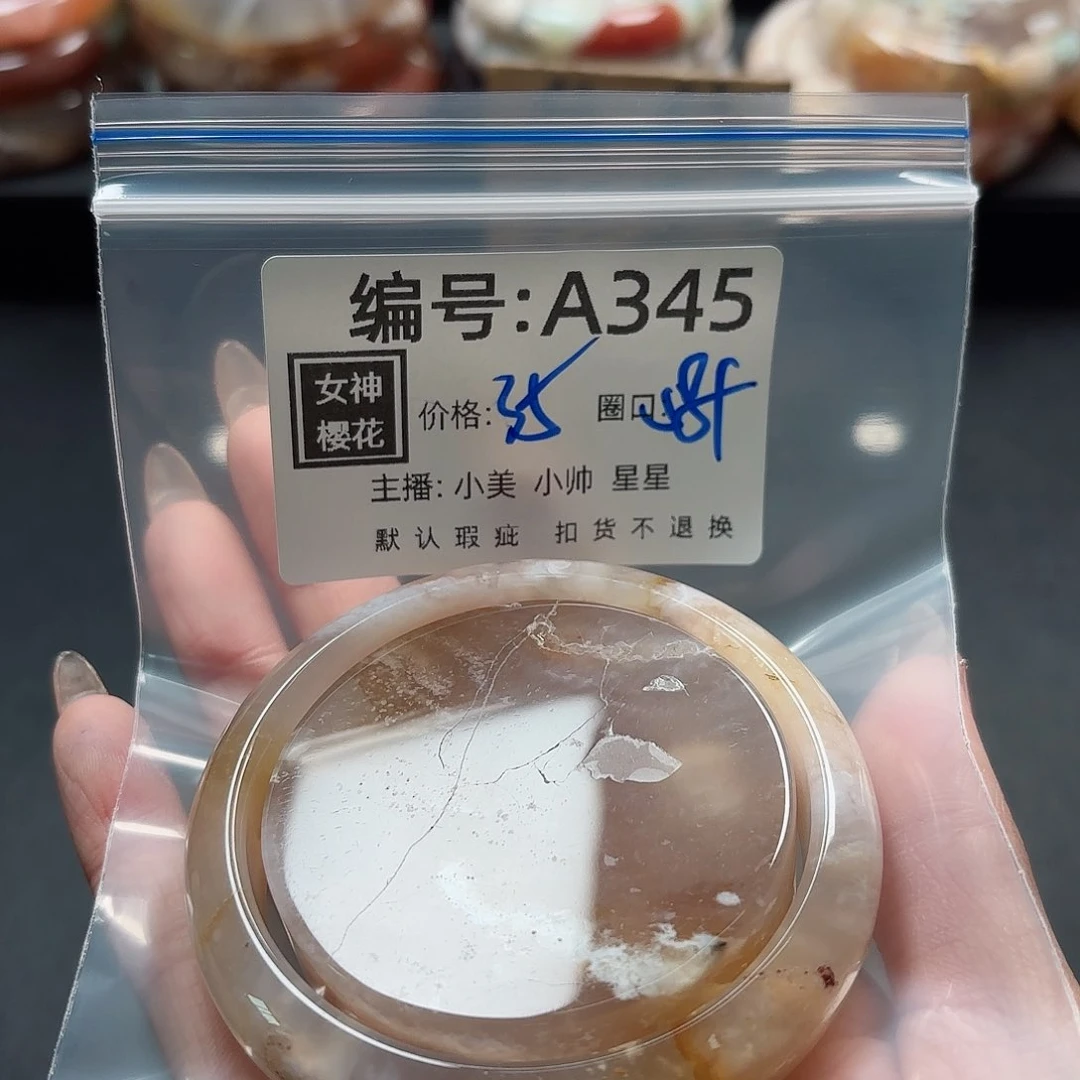 编号:A345
女神
樱花
价格:35 圈口:
主播: 小美 小帅 星星
默认瑕疵 扣货不退换